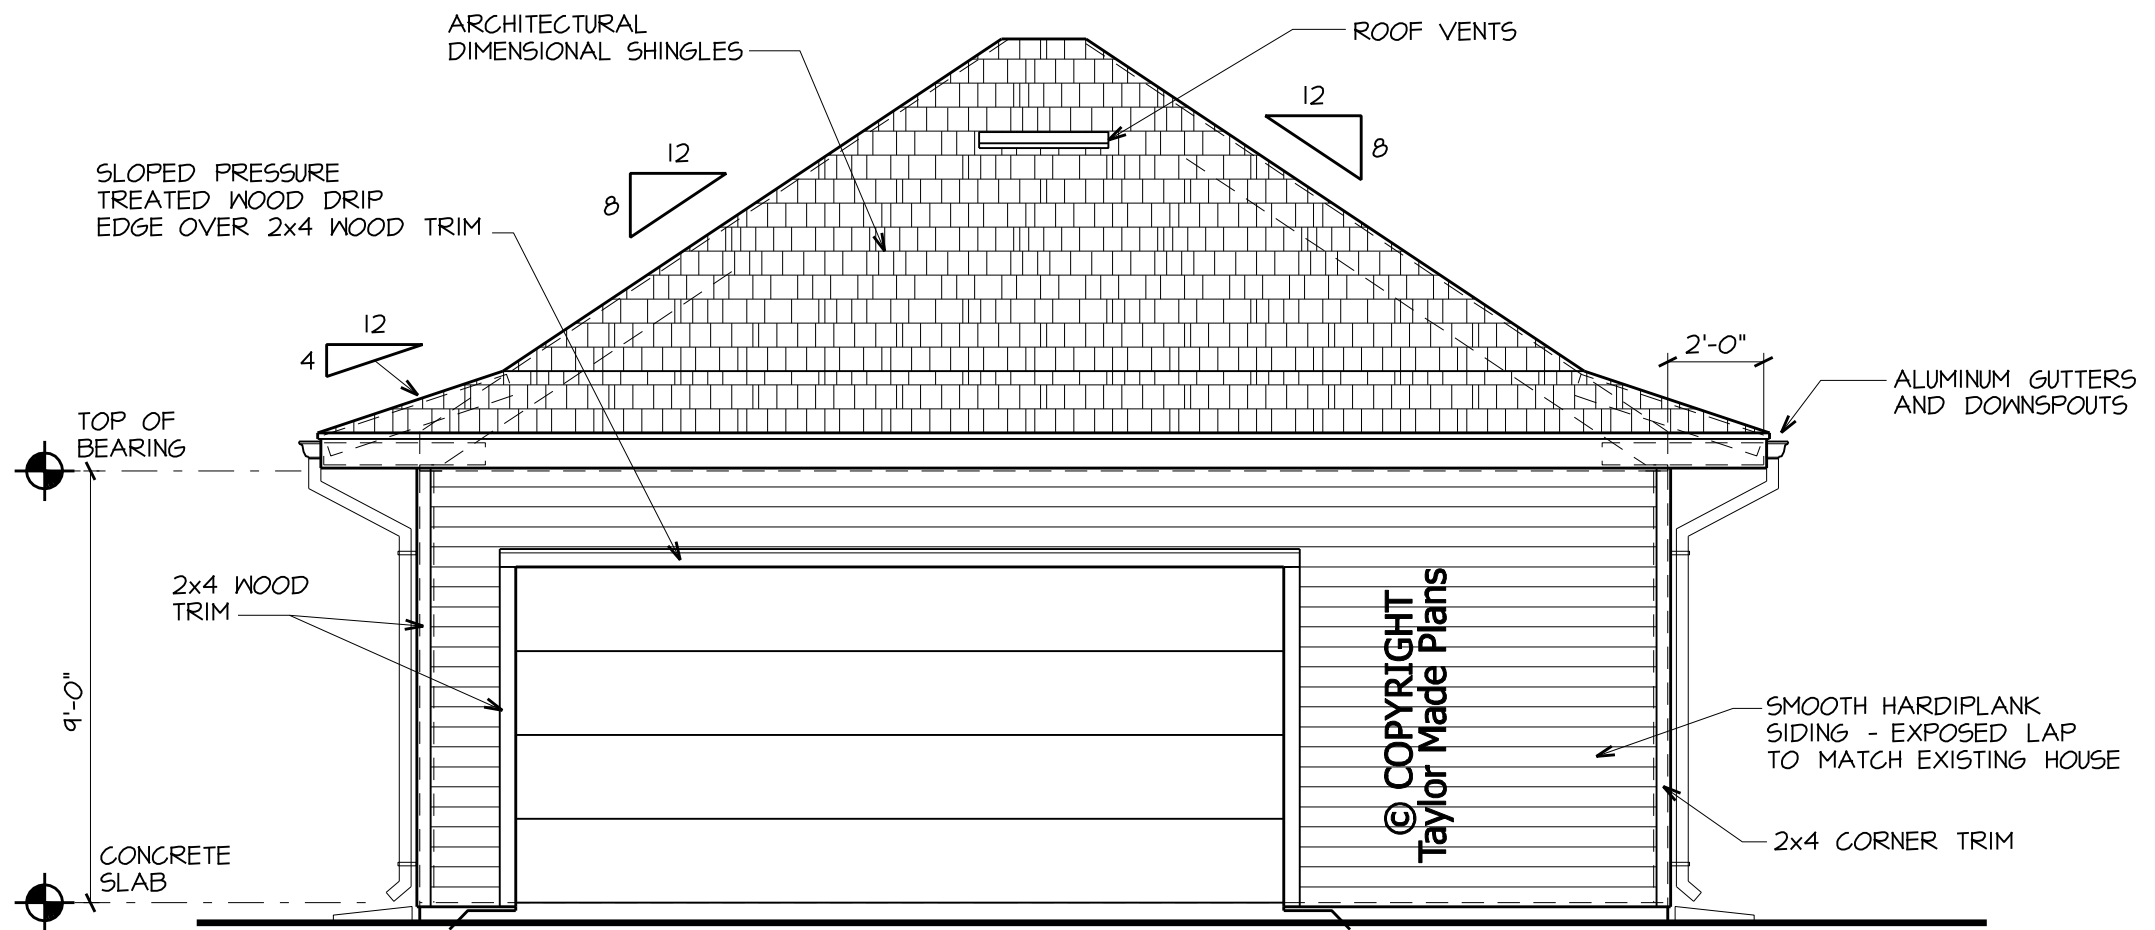 ARCHITECTURAL
DIMENSIONAL SHINGLES
ROOF VENTS
12
8
12
8
SLOPED PRESSURE
TREATED WOOD DRIP
EDGE OVER 2x4 WOOD TRIM
12
4
2'-0"
ALUMINUM GUTTERS
AND DOWNSPOUTS
TOP OF
BEARING
2x4 WOOD
TRIM
9'-0"
© COPYRIGHT
Taylor Made Plans
SMOOTH HARDIPLANK
SIDING - EXPOSED LAP
TO MATCH EXISTING HOUSE
2x4 CORNER TRIM
CONCRETE
SLAB